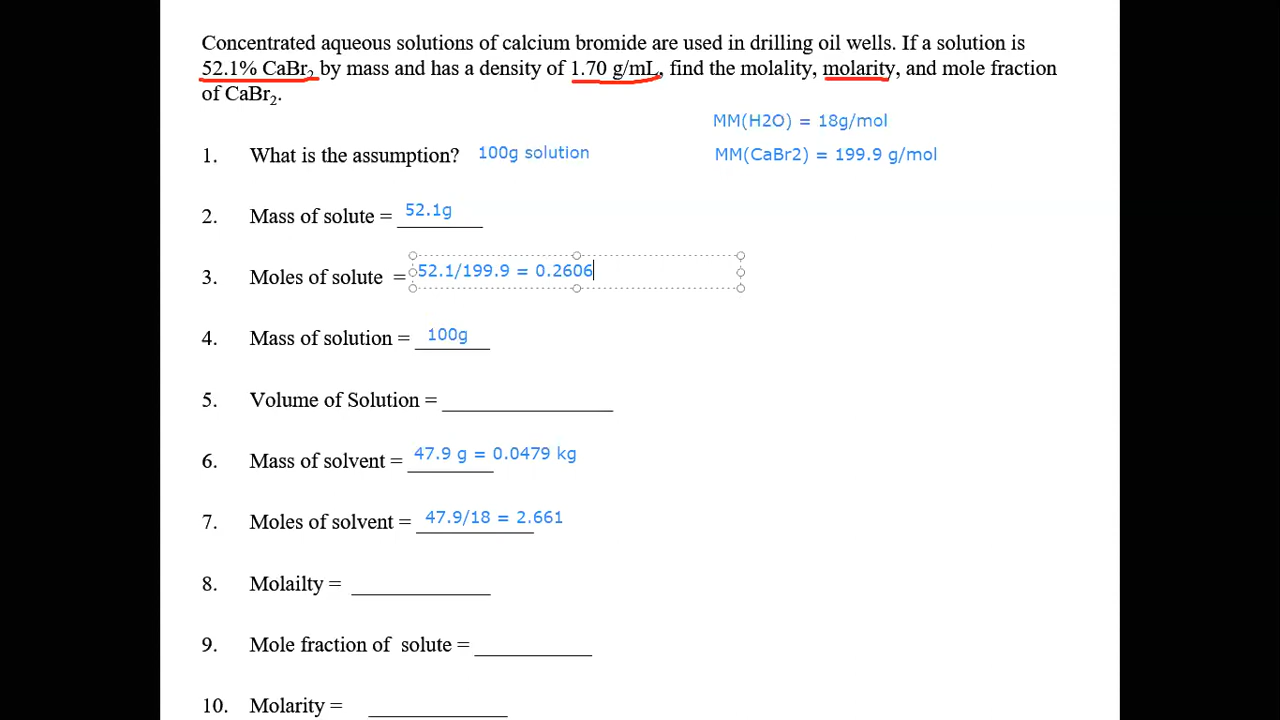 Concentrated aqueous solutions of calcium bromide are used in drilling oil wells. If a solution is
52.1% CaBr2 by mass and has a density of 1.70 g/mL, find the molality, molarity, and mole fraction
of CaBr2.
MM(H2O) = 18g/mol
1. What is the assumption? 100g solution MM(CaBr2) = 199.9 g/mol
2. Mass of solute = 52.1g
3. Moles of solute = 52.1/199.9 = 0.2606
4. Mass of solution = 100g
5. Volume of Solution =
6. Mass of solvent = 47.9 g = 0.0479 kg
7. Moles of solvent = 47.9/18 = 2.661
8. Molailty =
9. Mole fraction of solute =
10. Molarity =